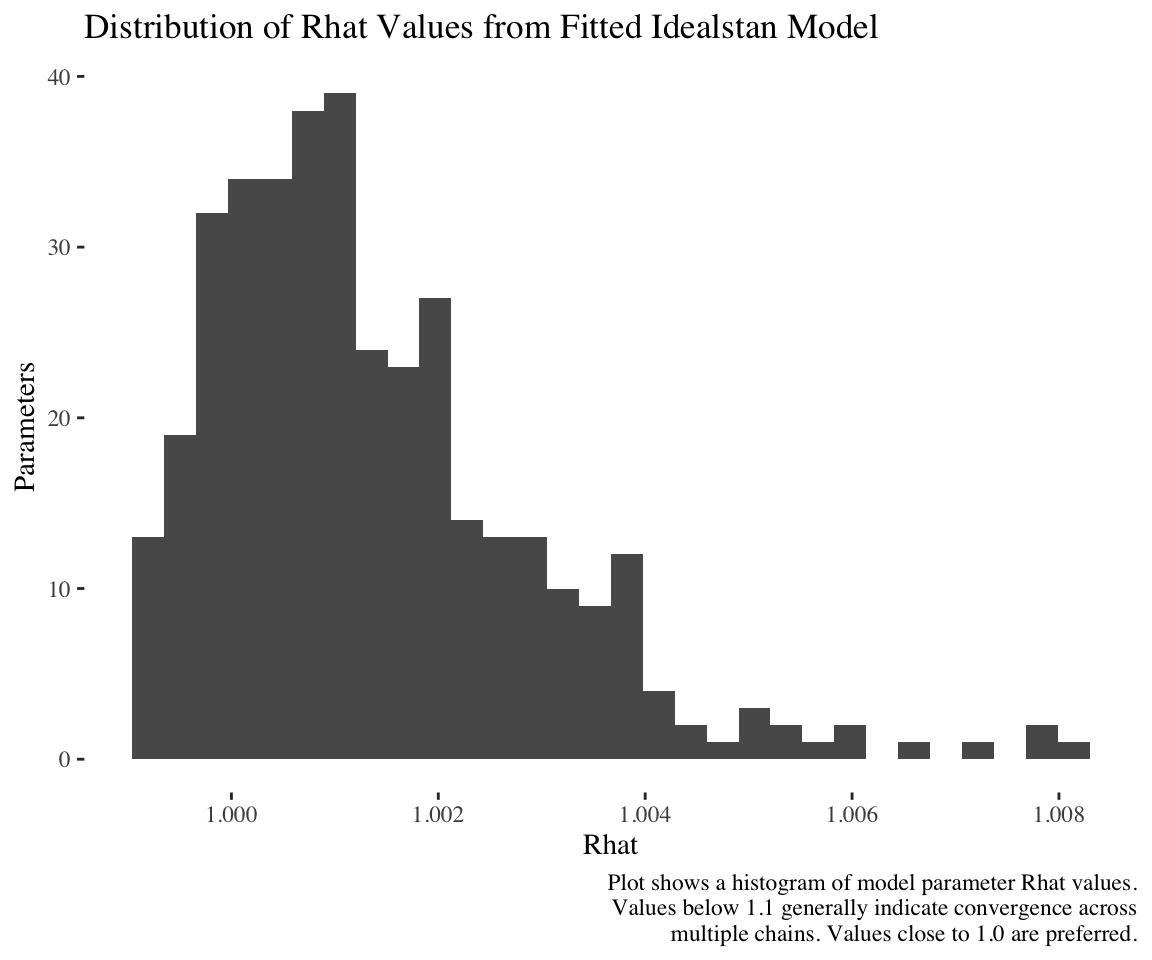 Distribution of Rhat Values from Fitted Idealstan Model
40
30
20
10
0
Parameters
1.000
1.002
1.004
1.006
1.008
Rhat
Plot shows a histogram of model parameter Rhat values.
Values below 1.1 generally indicate convergence across
multiple chains. Values close to 1.0 are preferred.